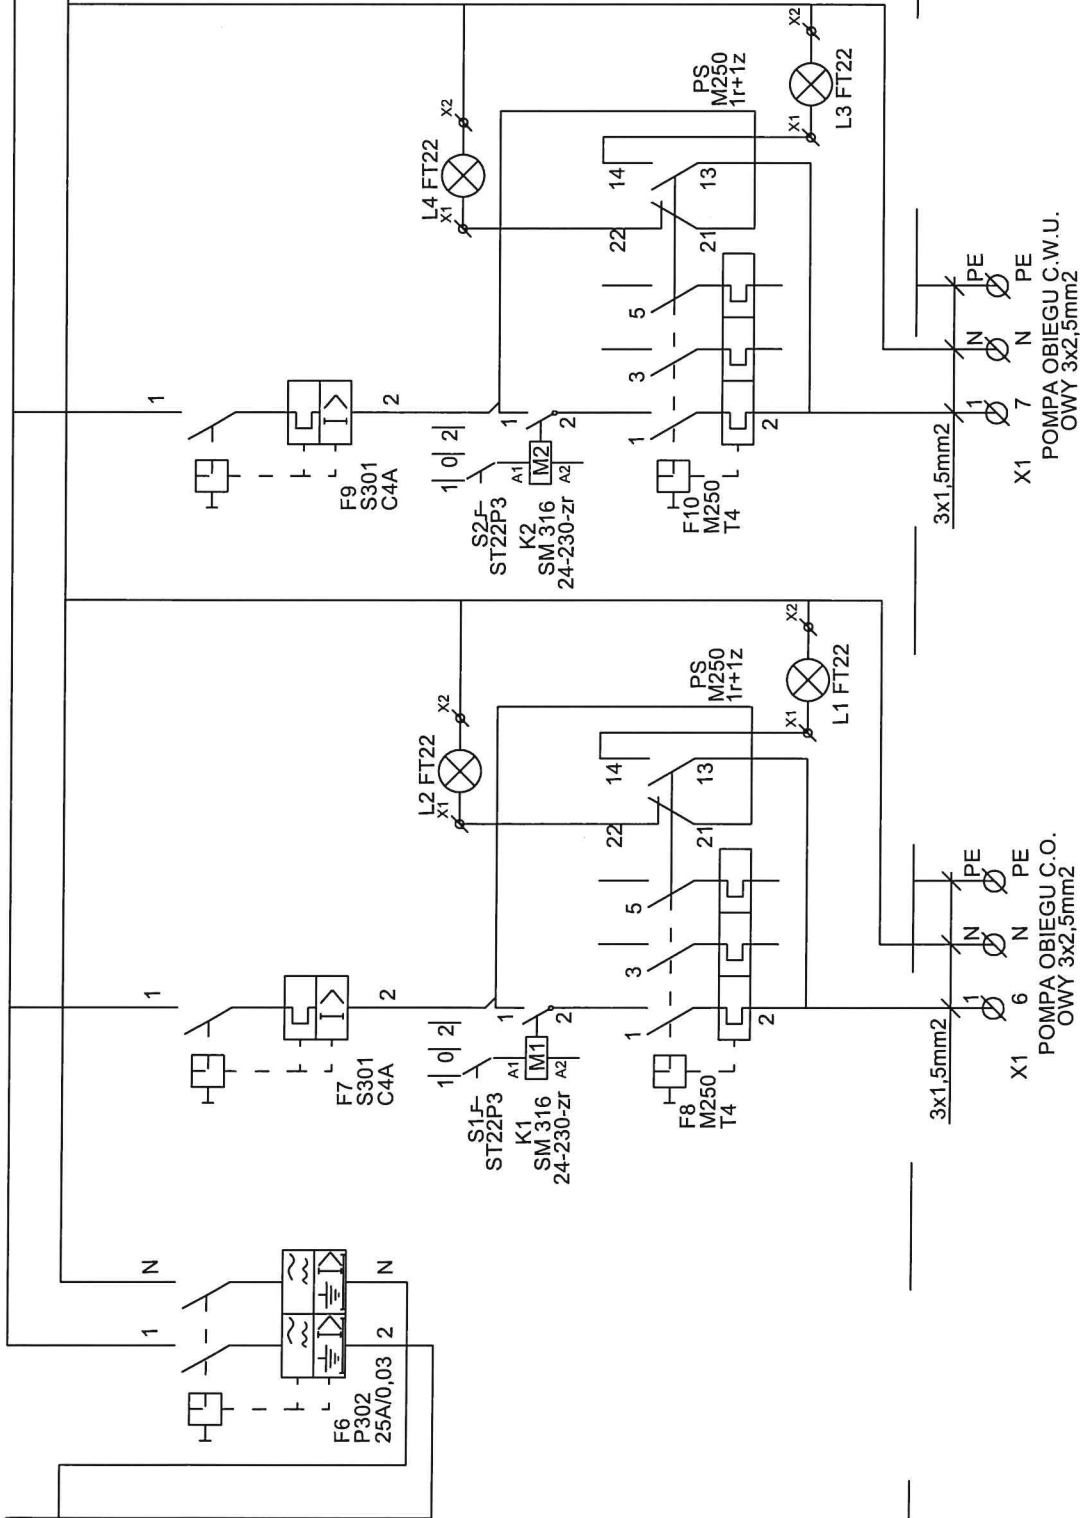 1 N
F6
P302
25A/0,03
2 N
1
F7
S301
C4A
2
L2 FT22
X1 X2
1 0 2
S1
ST22P3
K1
SM 316
24-230-zr
A1
M1
A2
1
2
1 3 5
22 14
F8
M250
T4
21 13
2
PS
M250
1r+1z
X1 X2
L1 FT22
3x1,5mm2
1 N PE
X1 6 N PE
POMPA OBIEGU C.O.
OWY 3x2,5mm2
1
F9
S301
C4A
2
L4 FT22
X1 X2
1 0 2
S2
ST22P3
K2
SM 316
24-230-zr
A1
M2
A2
1
2
1 3 5
22 14
F10
M250
T4
21 13
2
PS
M250
1r+1z
X1 X2
L3 FT22
3x1,5mm2
1 N PE
X1 7 N PE
POMPA OBIEGU C.W.U.
OWY 3x2,5mm2